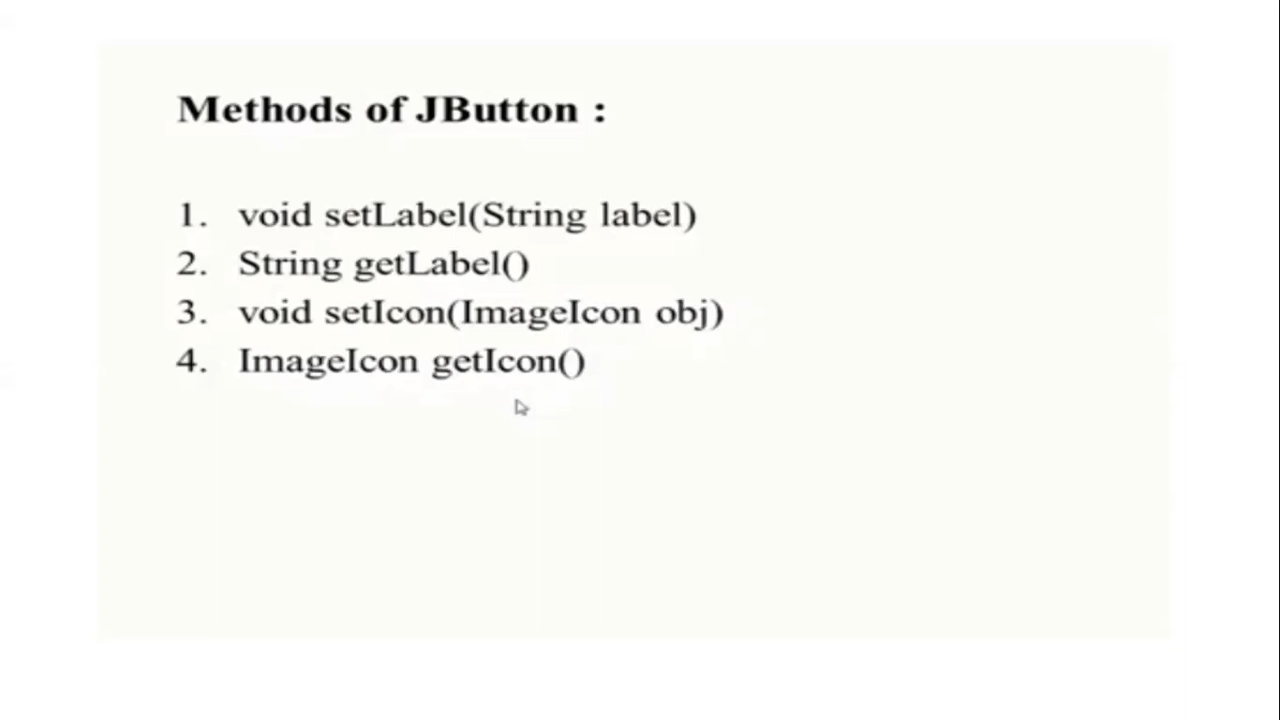 Methods of JButton :
1. void setLabel(String label)
2. String getLabel()
3. void setIcon(ImageIcon obj)
4. ImageIcon getIcon()